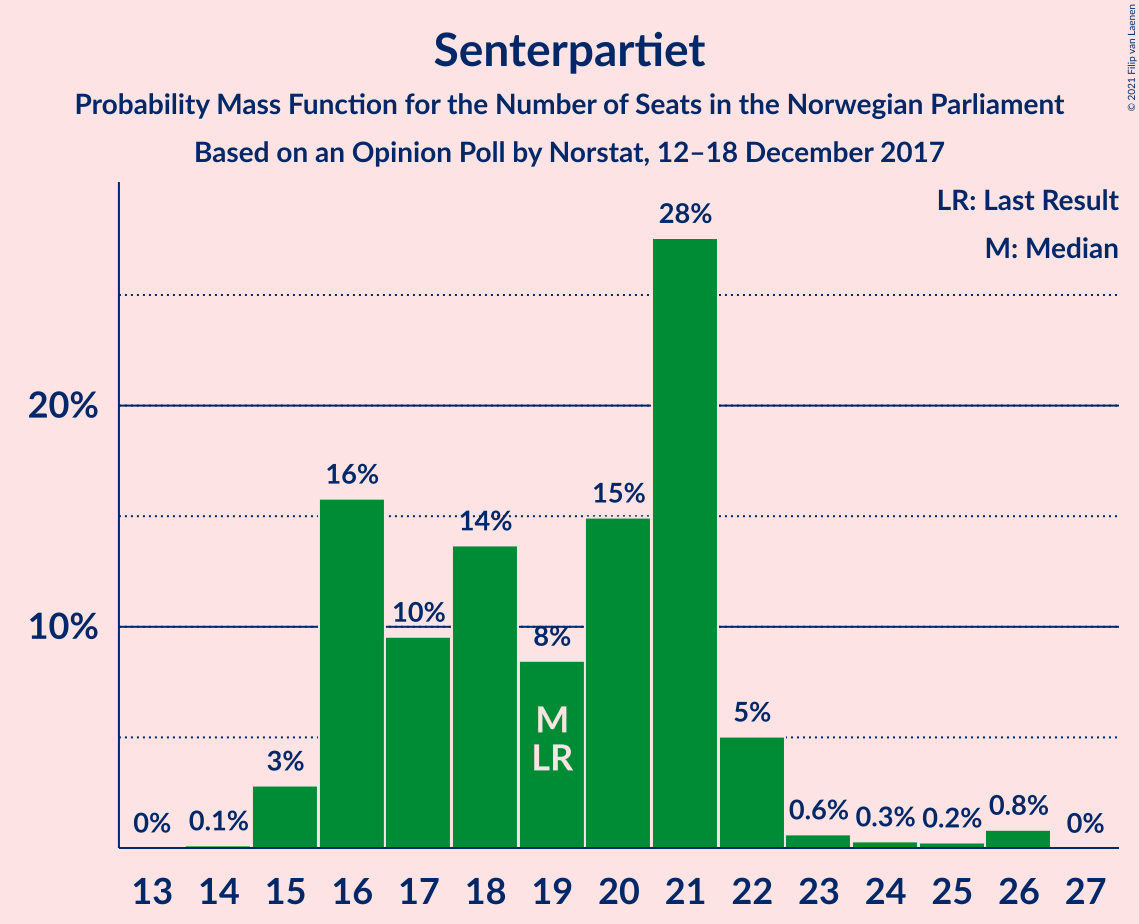 Senterpartiet
Probability Mass Function for the Number of Seats in the Norwegian Parliament
Based on an Opinion Poll by Norstat, 12–18 December 2017
© 2021 Filip van Laenen
LR: Last Result
M: Median
20%
10%
0%
0.1%
3%
16%
10%
14%
8%
15%
28%
5%
0.6%
0.3%
0.2%
0.8%
0%
M
LR
13 14 15 16 17 18 19 20 21 22 23 24 25 26 27